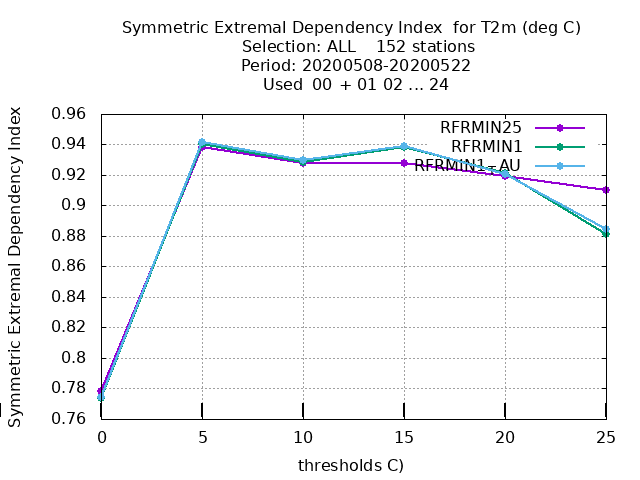 Symmetric Extremal Dependency Index for T2m (deg C)
Selection: ALL 152 stations
Period: 20200508-20200522
Used 00 + 01 02 ... 24
Symmetric Extremal Dependency Index
0.96
0.94
0.92
0.9
0.88
0.86
0.84
0.82
0.8
0.78
0.76
RFRMIN25
RFRMIN1
RFRMIN1+AU
0 5 10 15 20 25
thresholds C)